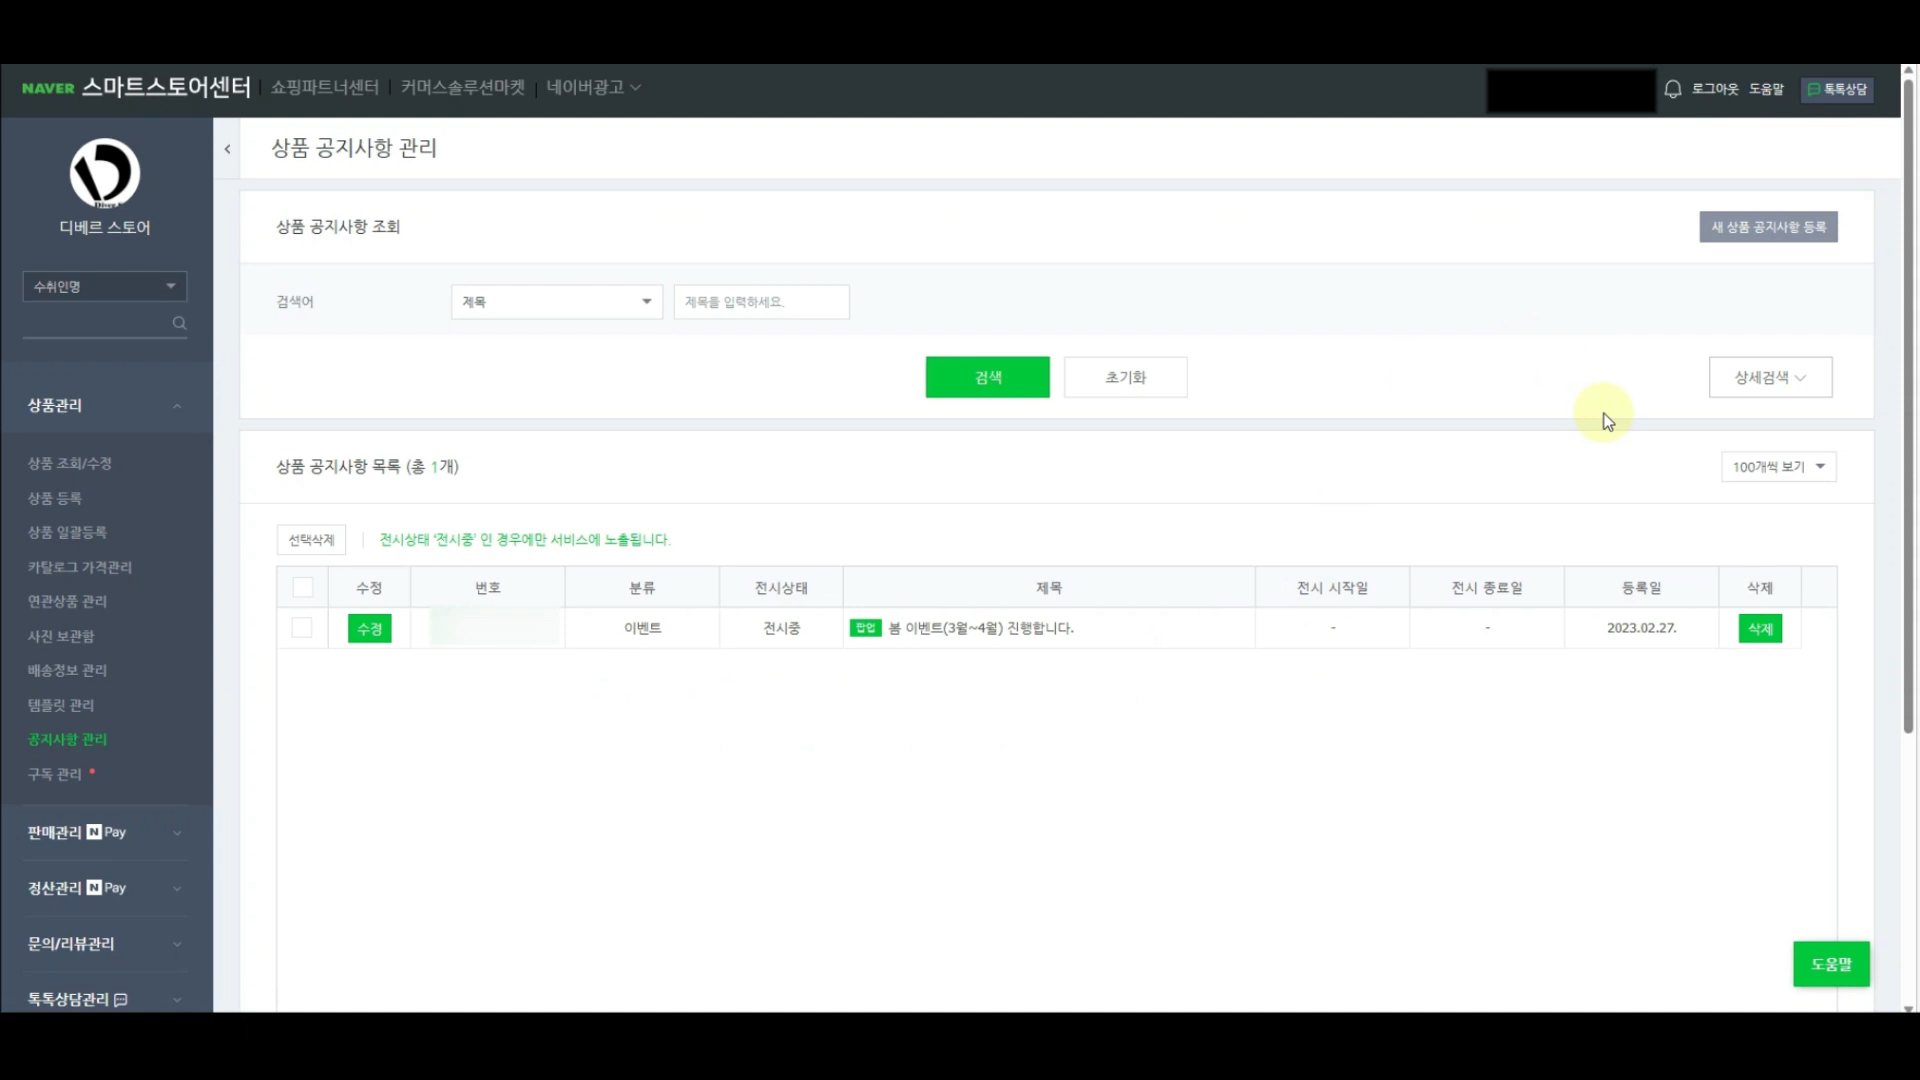 NAVER 스마트스토어센터 쇼핑파트너센터 커머스솔루션마켓 네이버광고 로그아웃 도움말 톡톡상담
Diver
디베르 스토어
수취인명
상품관리
상품 조회/수정
상품 등록
상품 일괄등록
카탈로그 가격관리
연관상품 관리
사진 보관함
배송정보 관리
템플릿 관리
공지사항 관리
구독 관리
판매관리 N Pay
정산관리 N Pay
문의/리뷰관리
톡톡상담관리
상품 공지사항 관리
상품 공지사항 조회 새 상품 공지사항 등록
검색어 제목 제목을 입력하세요.
검색 초기화 상세검색
상품 공지사항 목록 (총 1개) 100개씩 보기
선택삭제 전시상태 '전시중' 인 경우에만 서비스에 노출됩니다.
수정 번호 분류 전시상태 제목 전시 시작일 전시 종료일 등록일 삭제
수정 이벤트 전시중 팝업 봄 이벤트(3월~4월) 진행합니다. - - 2023.02.27. 삭제
도움말